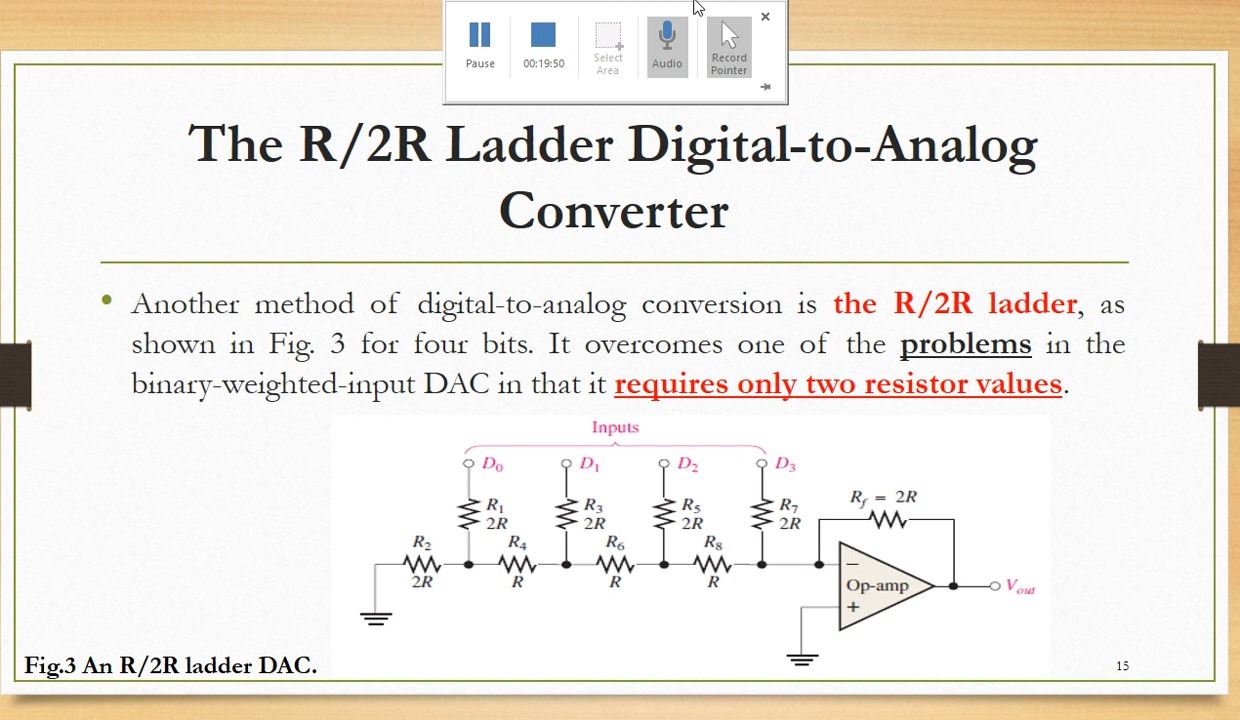 Pause
00:19:50
Select
Area
Audio
Record
Pointer
The R/2R Ladder Digital-to-Analog
Converter
• Another method of digital-to-analog conversion is the R/2R ladder, as
shown in Fig. 3 for four bits. It overcomes one of the problems in the
binary-weighted-input DAC in that it requires only two resistor values.
Inputs
D0 D1 D2 D3
R1 R3 R5 R7 Rf = 2R
2R 2R 2R 2R
R2 R4 R6 R8
2R R R R
−
Op-amp Vout
+
Fig.3 An R/2R ladder DAC.
15